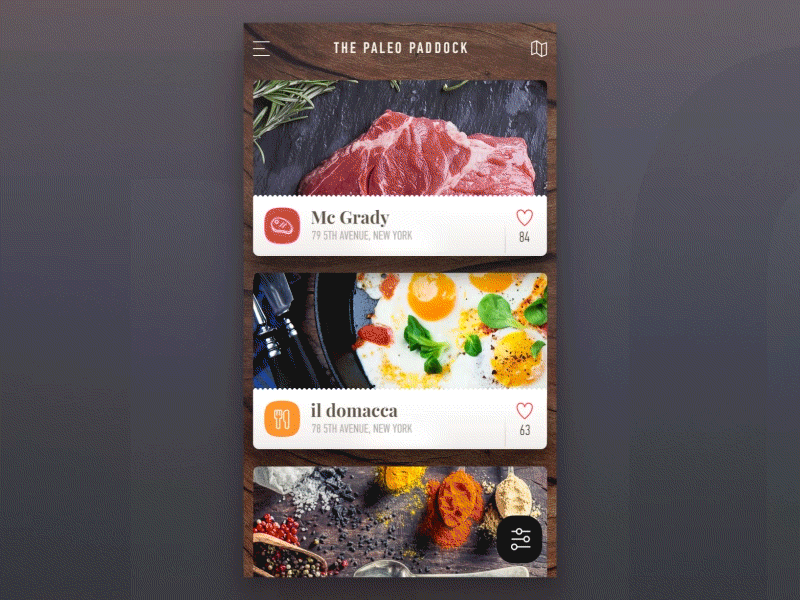 THE PALEO PADDOCK
Mc Grady
79 5TH AVENUE, NEW YORK
84
il domacca
78 5TH AVENUE, NEW YORK
63